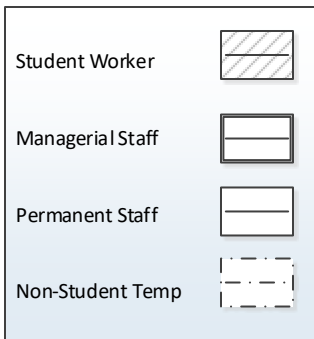 Student Worker
Managerial Staff
Permanent Staff
Non-Student Temp